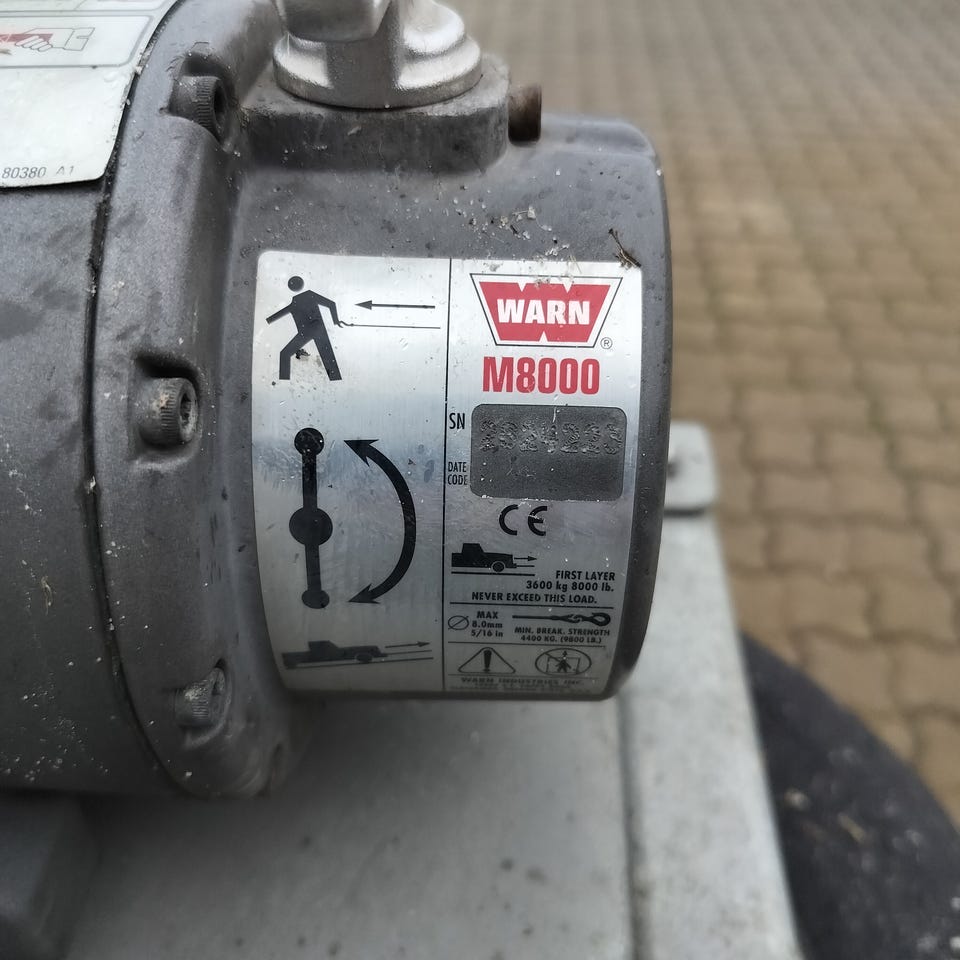 80380 A1
WARN
®
M8000
SN
DATE
CODE
CE
FIRST LAYER
3600 kg 8000 lb.
NEVER EXCEED THIS LOAD.
MAX
Ø 8.0mm
5/16 in
MIN. BREAK. STRENGTH
4400 KG. (9800 LB.)
WARN INDUSTRIES INC.